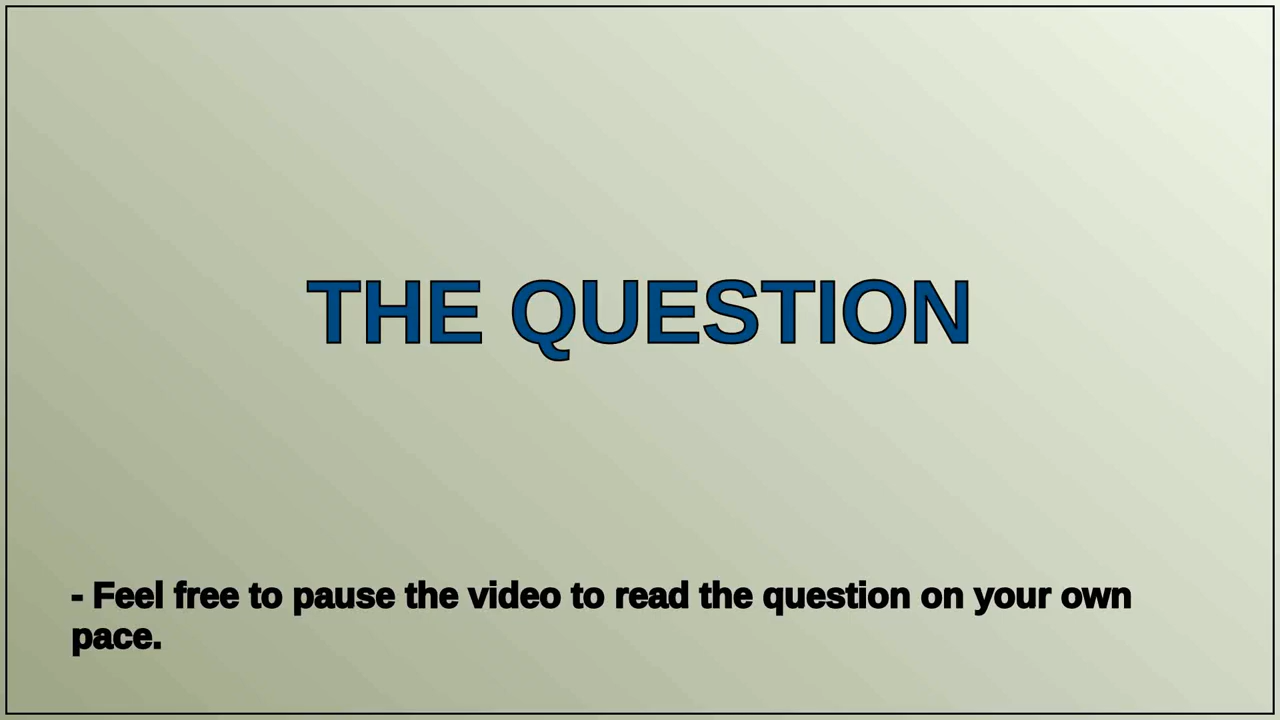 THE QUESTION
- Feel free to pause the video to read the question on your own
pace.